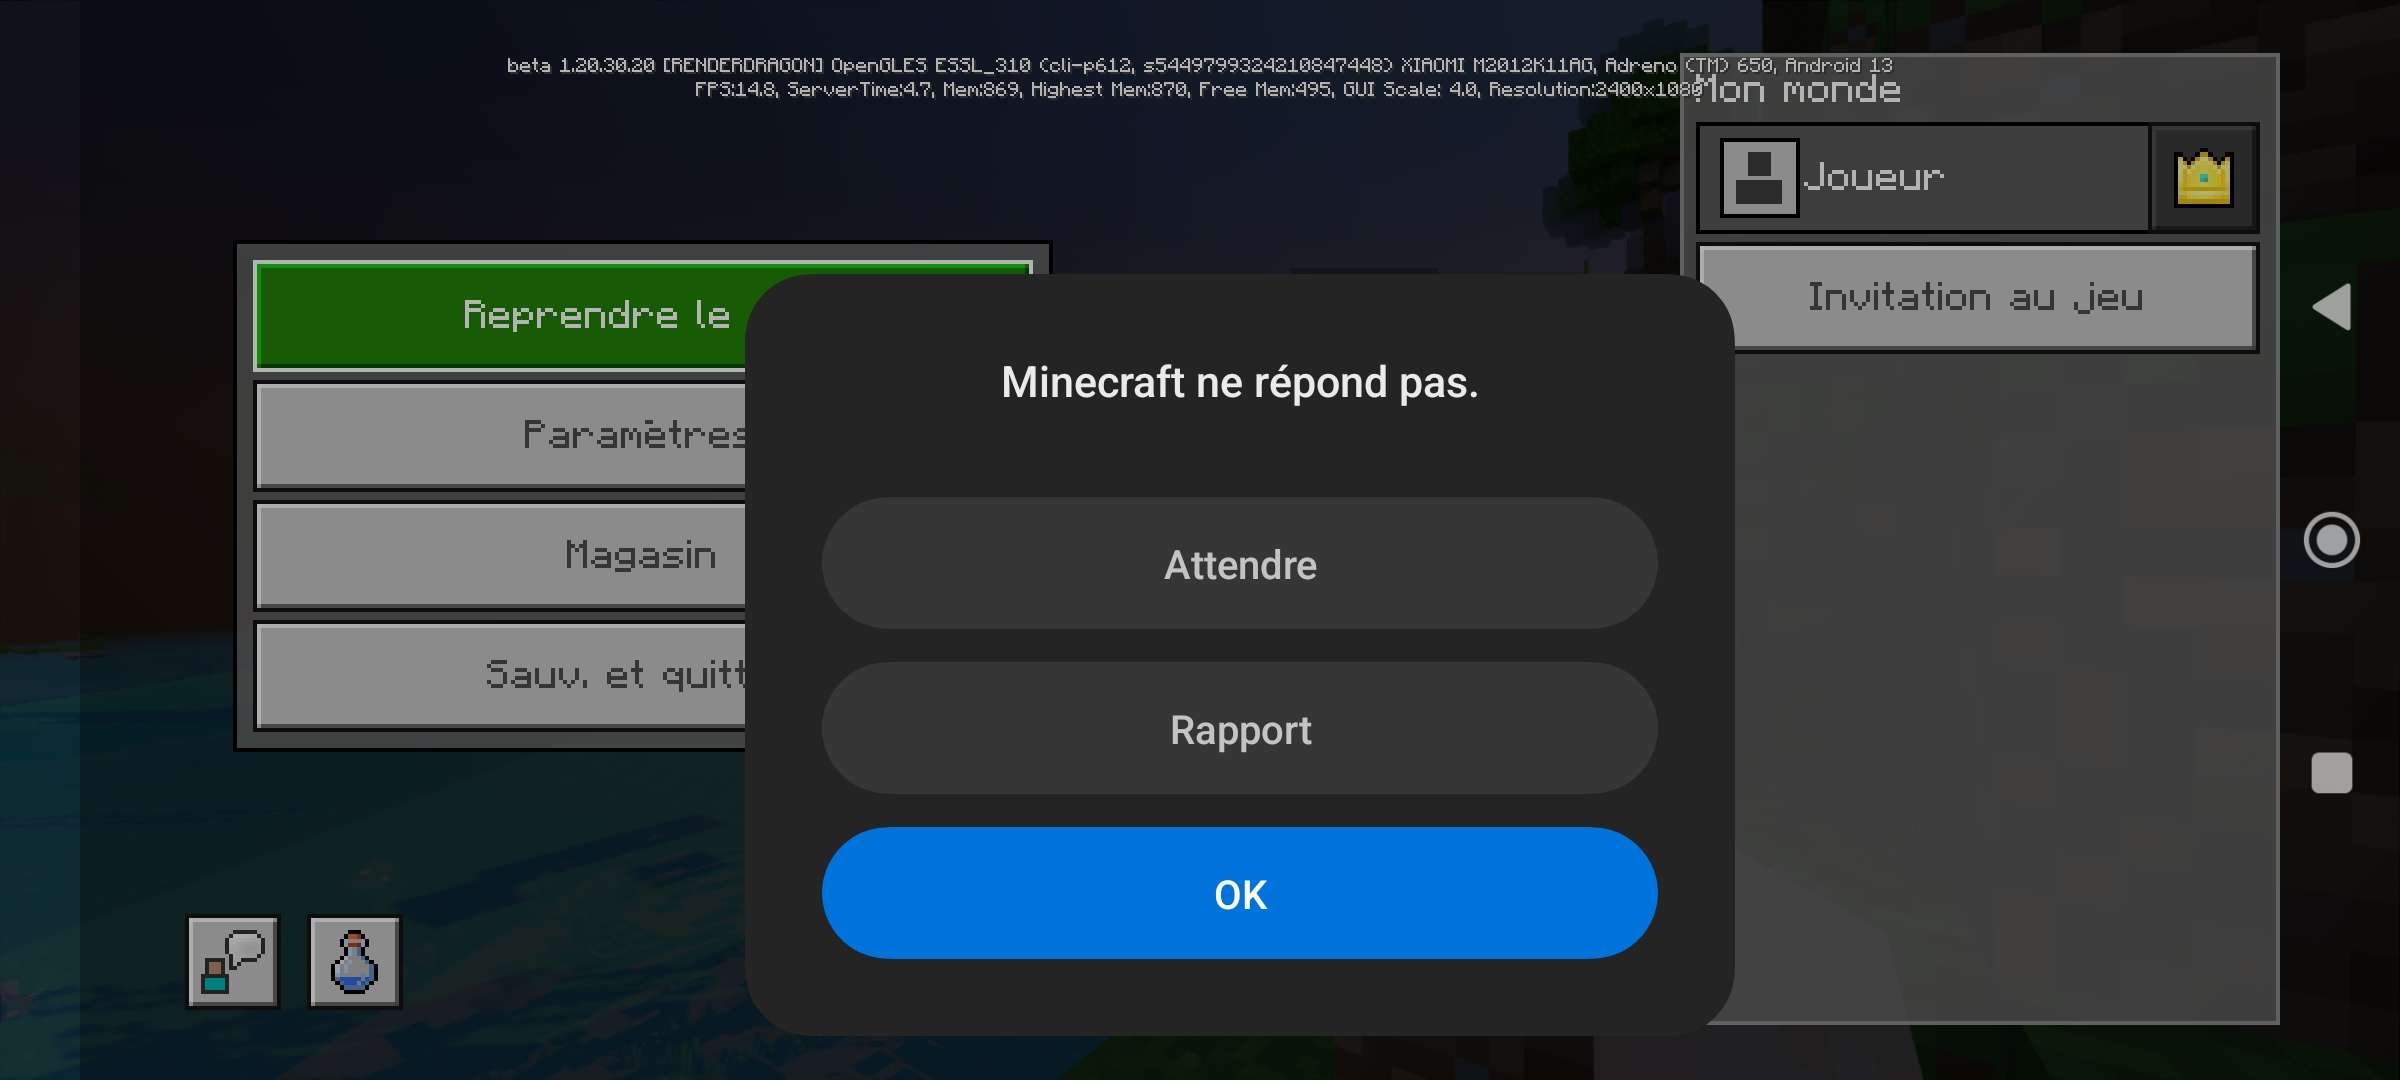 beta 1.20.30.20 [RENDERDRAGON] OpenGLES ESSL_310 (cli-p612, s54497993242108 47448) XIAOMI M2012K11AG, Adreno (TM) 650, Android 13
FPS:14.8, ServerTime:4.7, Mem:869, Highest Mem:870, Free Mem:495, GUI Scale: 4.0, Resolution:2400x1080
Mon monde
Joueur
Invitation au jeu
Reprendre le
Paramètres
Magasin
Sauv. et quitt
Minecraft ne répond pas.
Attendre
Rapport
OK